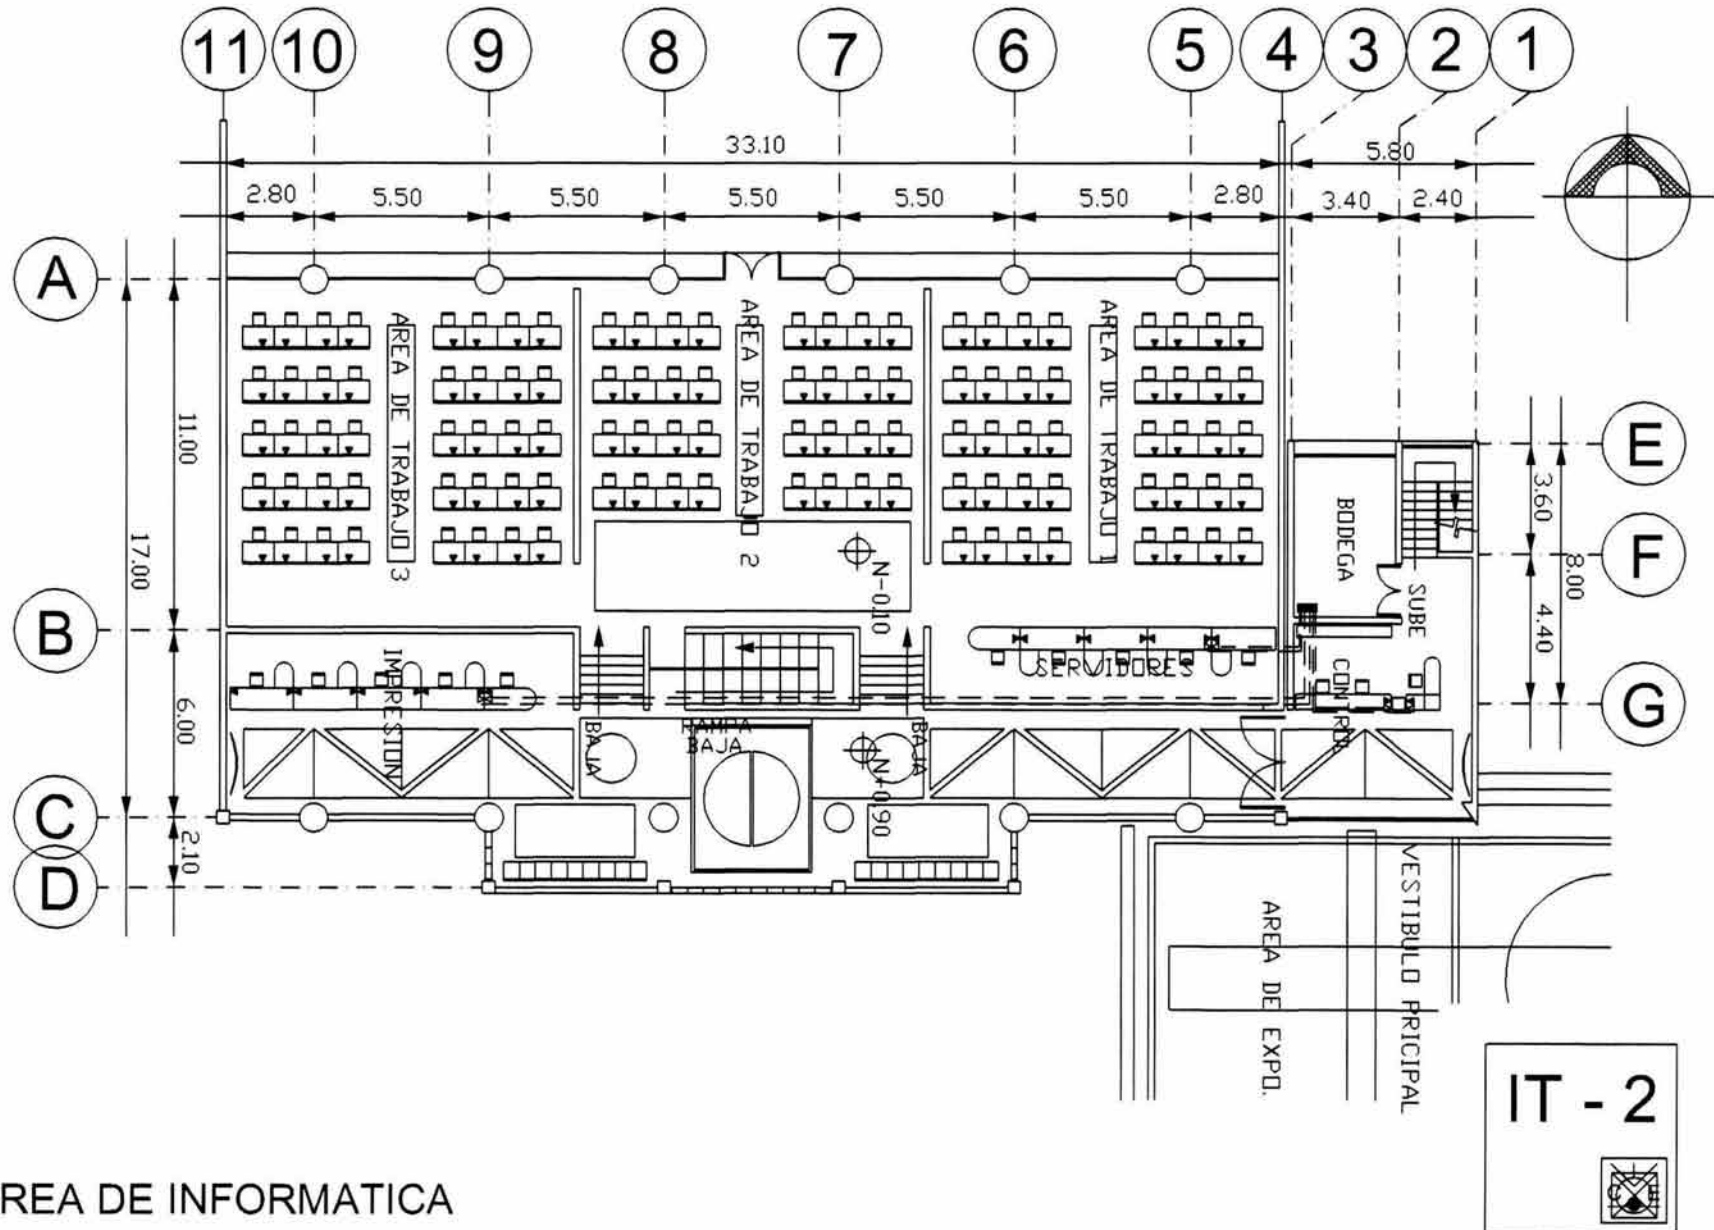 11 10 9 8 7 6 5 4 3 2 1
33.10
5.80
2.80 5.50 5.50 5.50 5.50 5.50 2.80 3.40 2.40
A
B
C
D
E
F
G
11.00
17.00
6.00
2.10
3.60
8.00
4.40
AREA DE TRABAJO 3
AREA DE TRABAJO 2
AREA DE TRABAJO 1
N-0.10
BODEGA
SUBE
IMPRESION
SERVIDORES
BAJA
RAMPA
BAJA
BAJA
N+0.90
AREA DE EXPO.
VESTIBULO PRICIPAL
IT - 2
REA DE INFORMATICA